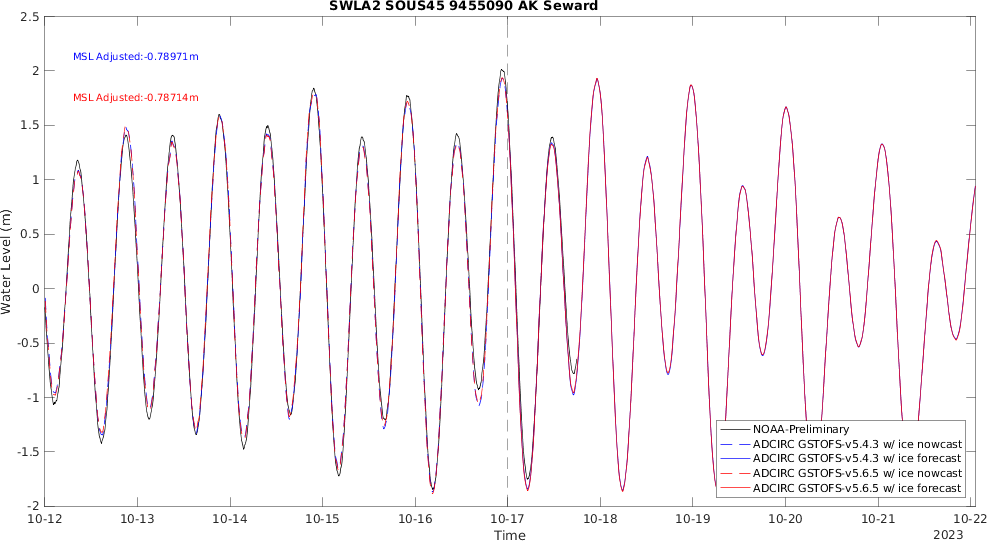 SWLA2 SOUS45 9455090 AK Seward
2.5
MSL Adjusted:-0.78971m
2
MSL Adjusted:-0.78714m
1.5
1
0.5
0
-0.5
-1
-1.5
-2
Water Level (m)
NOAA-Preliminary
ADCIRC GSTOFS-v5.4.3 w/ ice nowcast
ADCIRC GSTOFS-v5.4.3 w/ ice forecast
ADCIRC GSTOFS-v5.6.5 w/ ice nowcast
ADCIRC GSTOFS-v5.6.5 w/ ice forecast
10-12 10-13 10-14 10-15 10-16 10-17 10-18 10-19 10-20 10-21 10-22
Time
2023